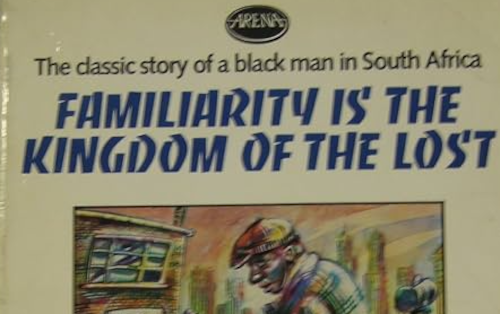 ARENA
The classic story of a black man in South Africa
FAMILIARITY IS THE
KINGDOM OF THE LOST